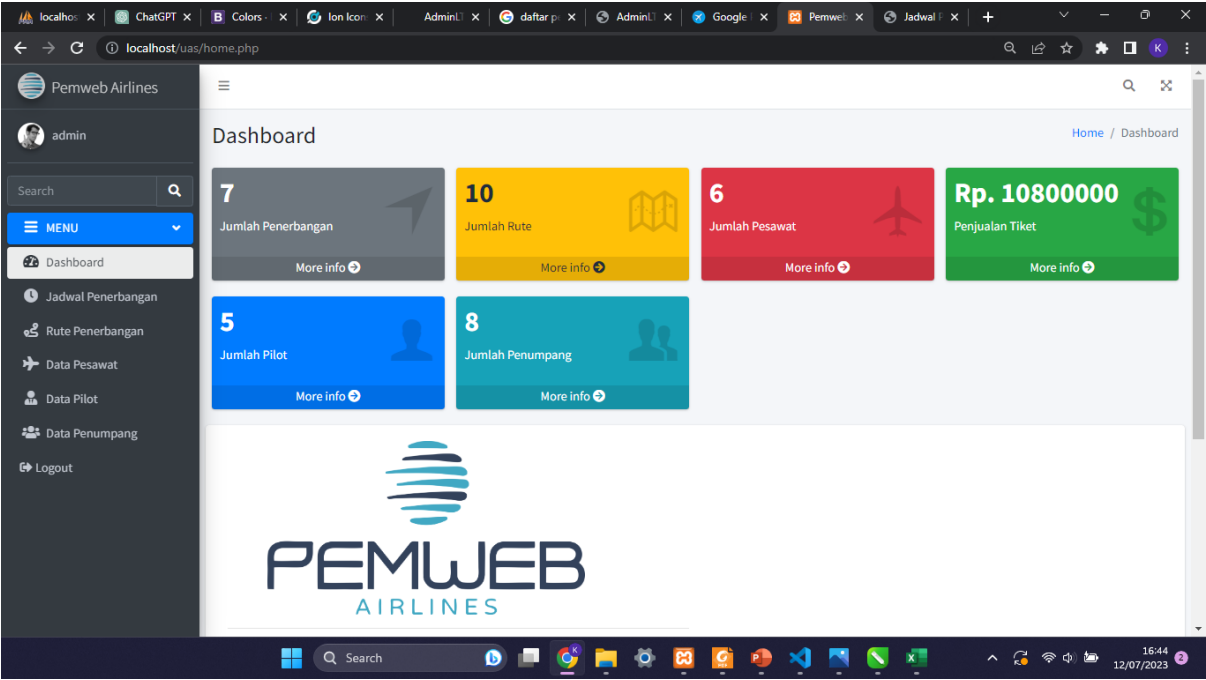 localhos
ChatGPT
Colors -
Ion Icon
AdminLT
daftar pe
AdminLT
Google
Pemweb
Jadwal P
localhost/uas/home.php
K
Pemweb Airlines
admin
Search
MENU
Dashboard
Jadwal Penerbangan
Rute Penerbangan
Data Pesawat
Data Pilot
Data Penumpang
Logout
Dashboard
Home / Dashboard
7
Jumlah Penerbangan
More info
10
Jumlah Rute
More info
6
Jumlah Pesawat
More info
Rp. 10800000
Penjualan Tiket
More info
5
Jumlah Pilot
More info
8
Jumlah Penumpang
More info
PEMWEB
AIRLINES
Search
16:44
12/07/2023
2